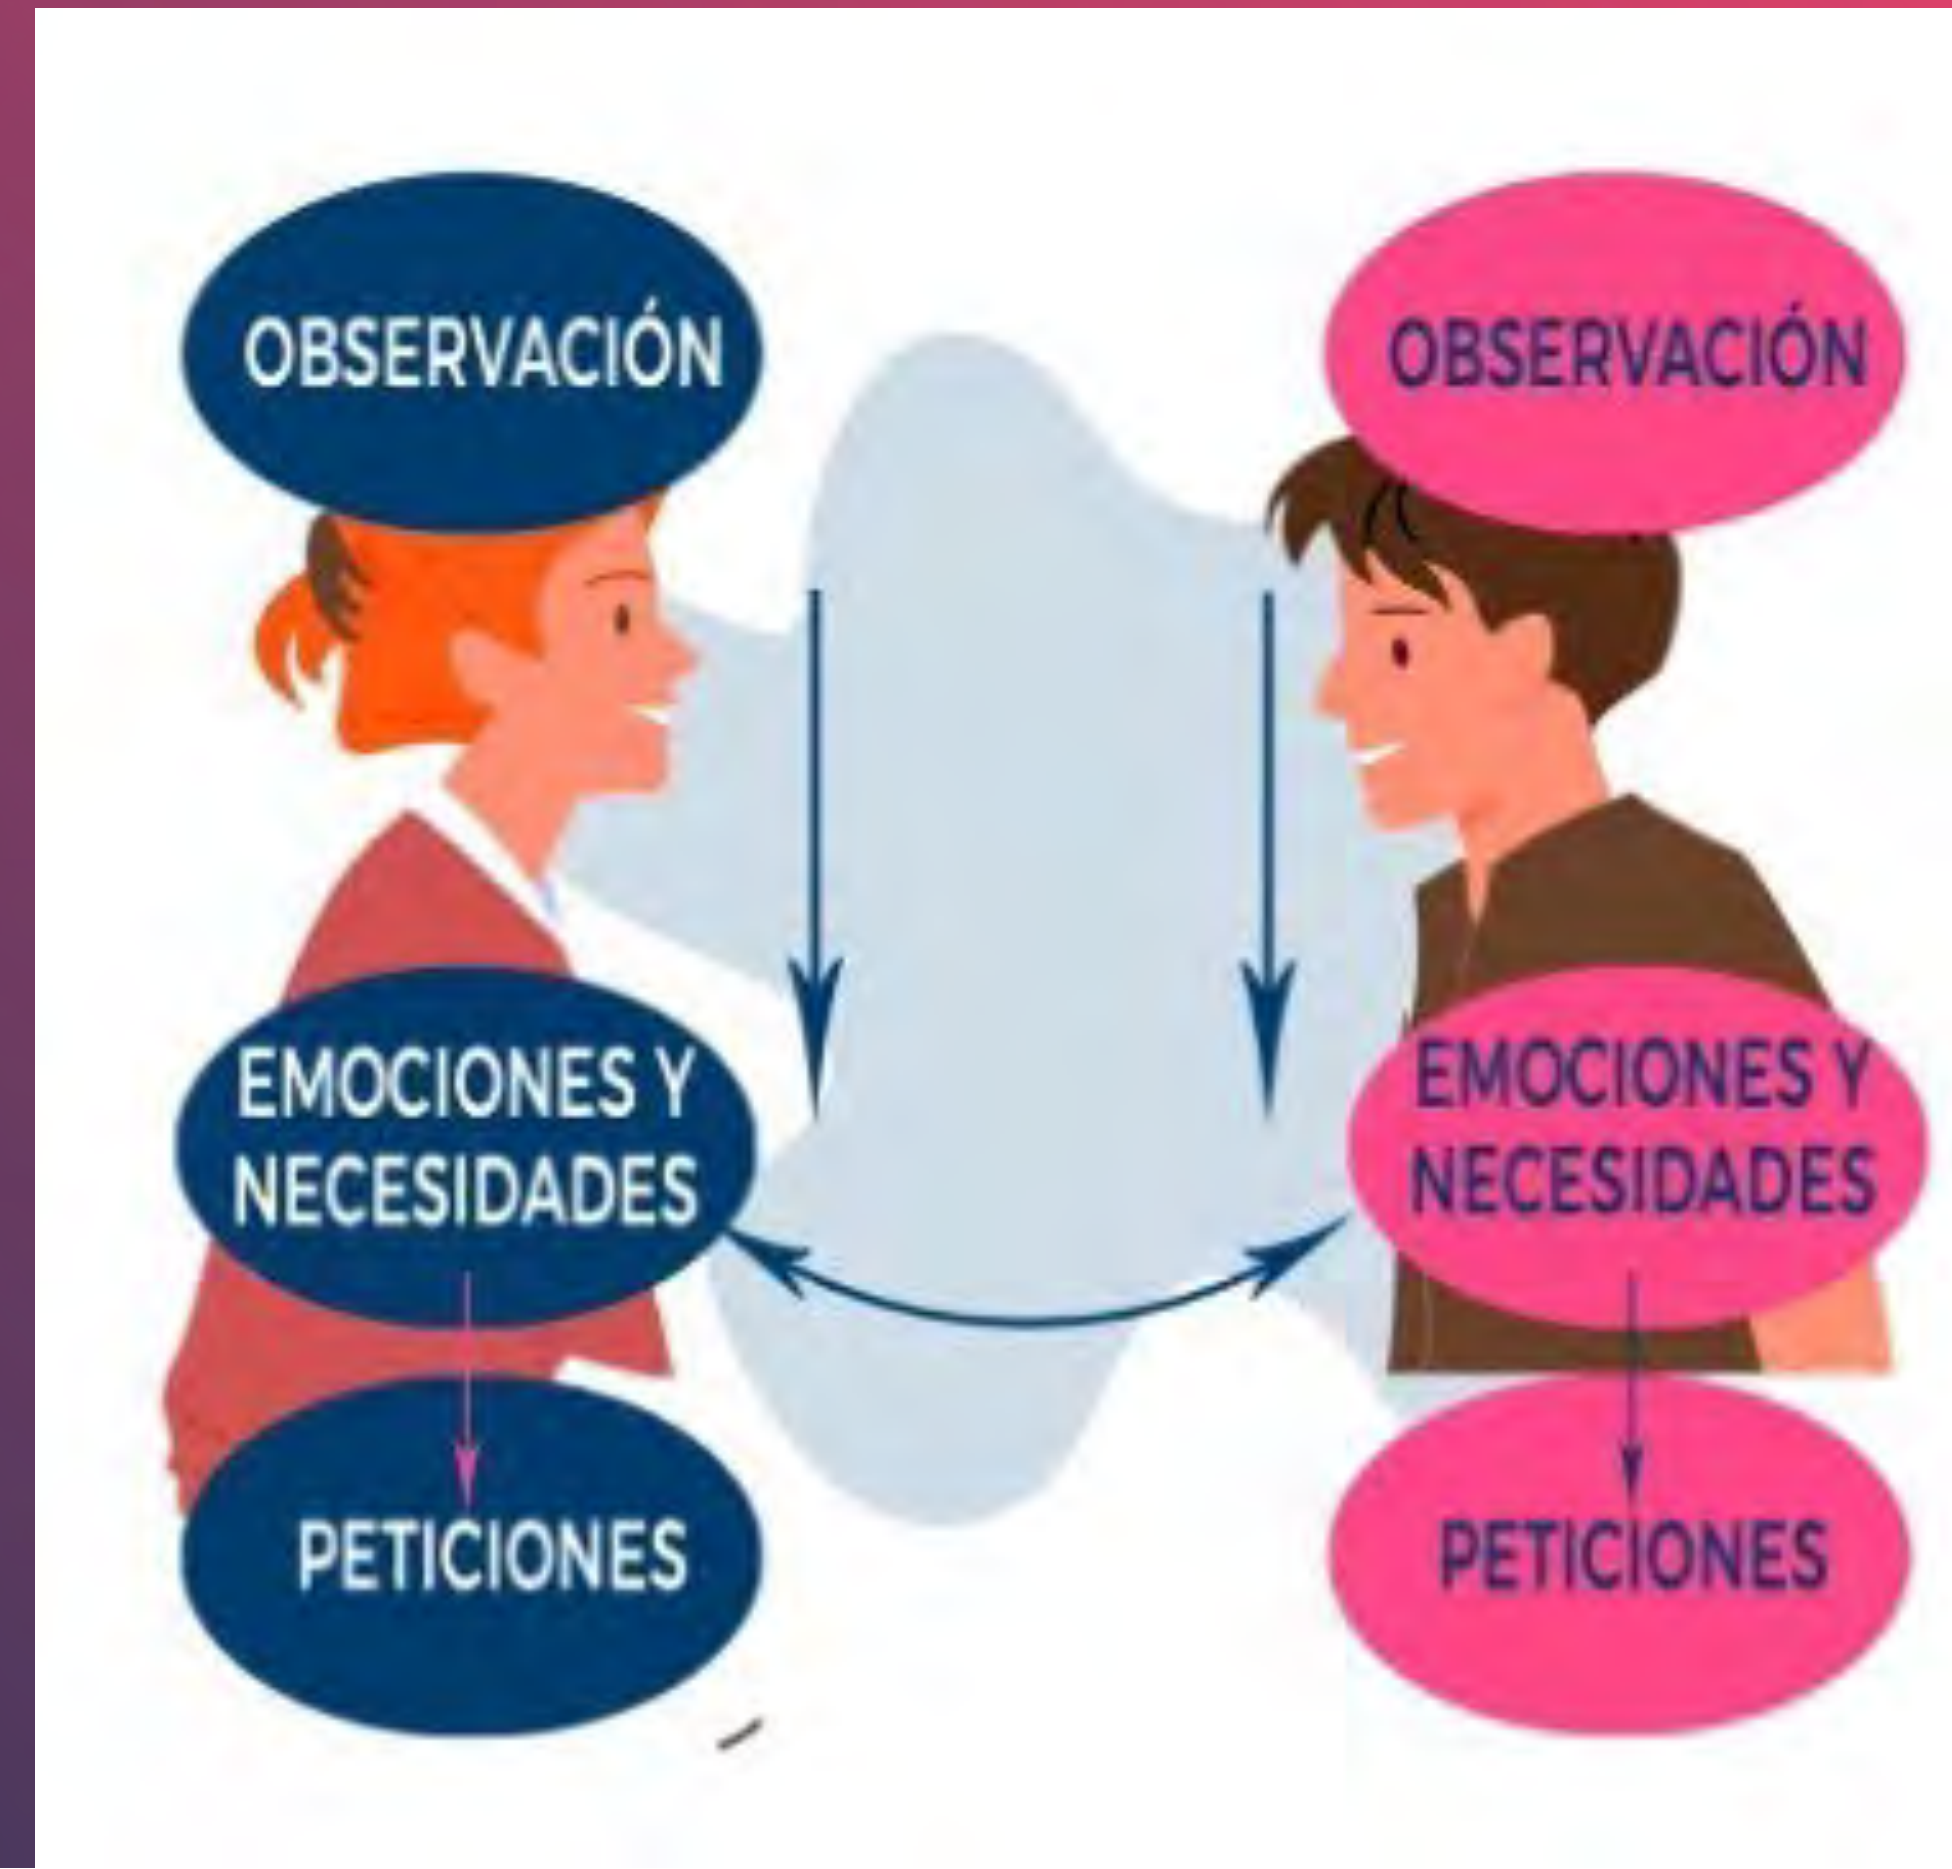 OBSERVACIÓN
EMOCIONES Y
NECESIDADES
PETICIONES
OBSERVACIÓN
EMOCIONES Y
NECESIDADES
PETICIONES